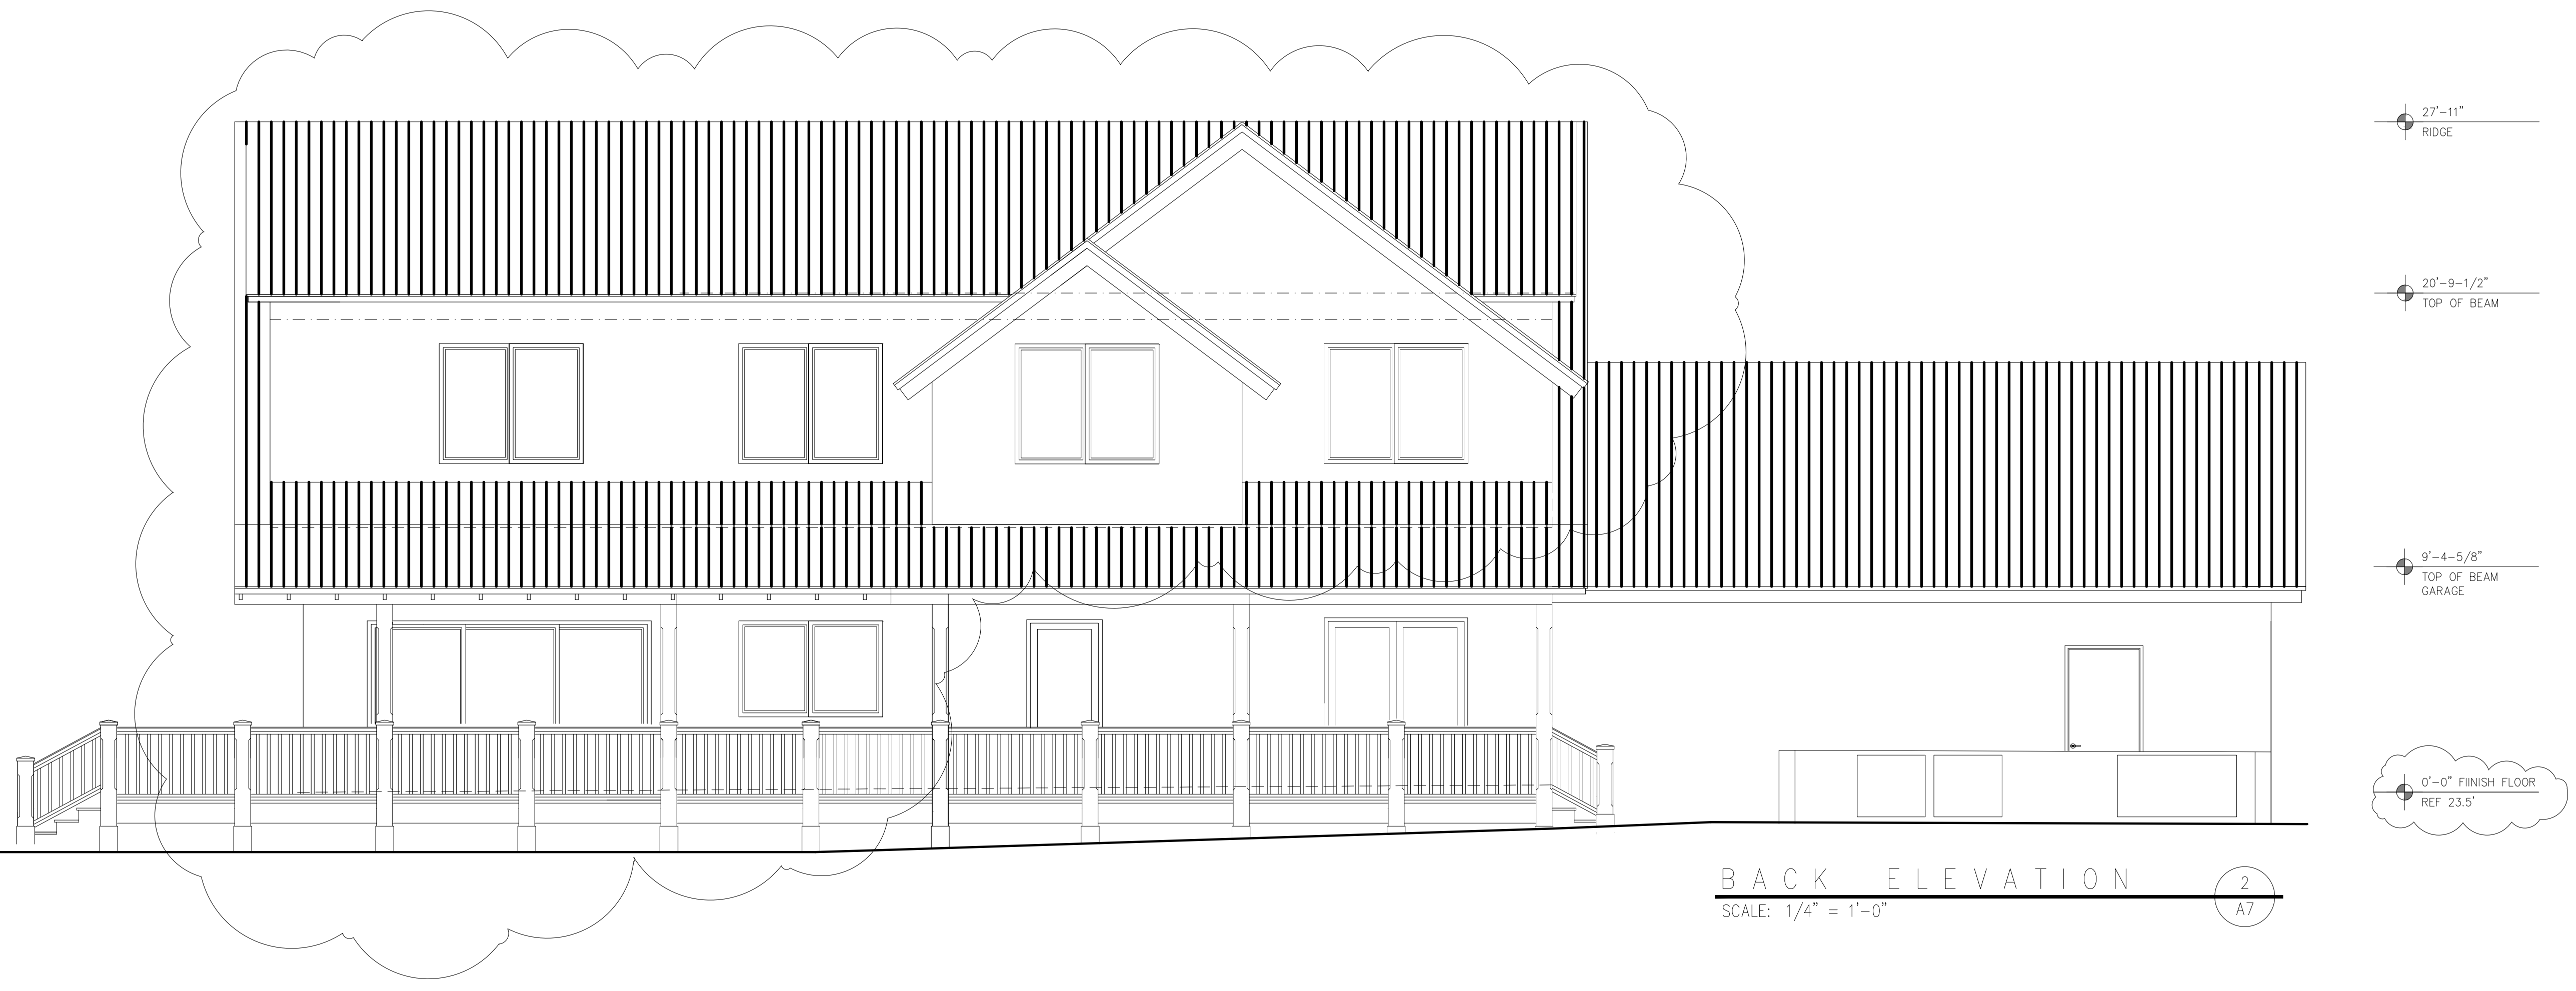 27'-11"
RIDGE
20'-9-1/2"
TOP OF BEAM
9'-4-5/8"
TOP OF BEAM
GARAGE
0'-0" FIINISH FLOOR
REF 23.5'
BACK ELEVATION
SCALE: 1/4" = 1'-0"
2
A7